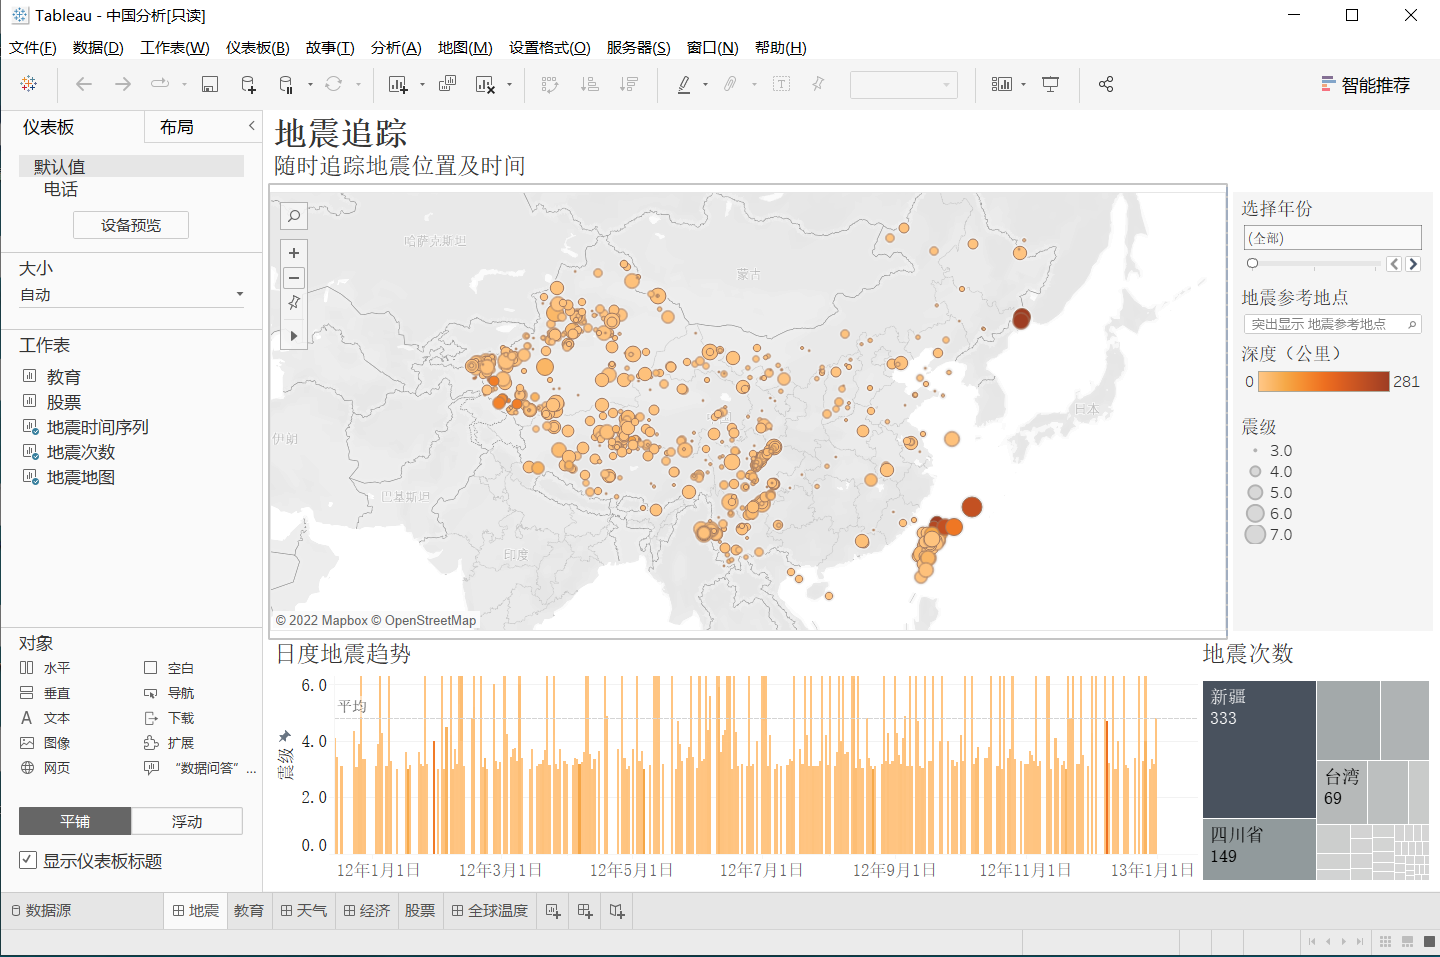 Tableau - 中国分析[只读]
文件(F) 数据(D) 工作表(W) 仪表板(B) 故事(T) 分析(A) 地图(M) 设置格式(O) 服务器(S) 窗口(N) 帮助(H)
智能推荐
仪表板 布局
默认值
电话
设备预览
大小
自动
工作表
教育
股票
地震时间序列
地震次数
地震地图
对象
水平 空白
垂直 导航
文本 下载
图像 扩展
网页 “数据问答”...
平铺 浮动
显示仪表板标题
地震追踪
随时追踪地震位置及时间
哈萨克斯坦
蒙古
日本
伊朗
巴基斯坦
印度
© 2022 Mapbox © OpenStreetMap
选择年份
(全部)
地震参考地点
突出显示 地震参考地点
深度（公里）
0 281
震级
3.0
4.0
5.0
6.0
7.0
日度地震趋势
震级
6.0
平均
4.0
2.0
0.0
12年1月1日 12年3月1日 12年5月1日 12年7月1日 12年9月1日 12年11月1日 13年1月1日
地震次数
新疆
333
台湾
69
四川省
149
数据源 地震 教育 天气 经济 股票 全球温度